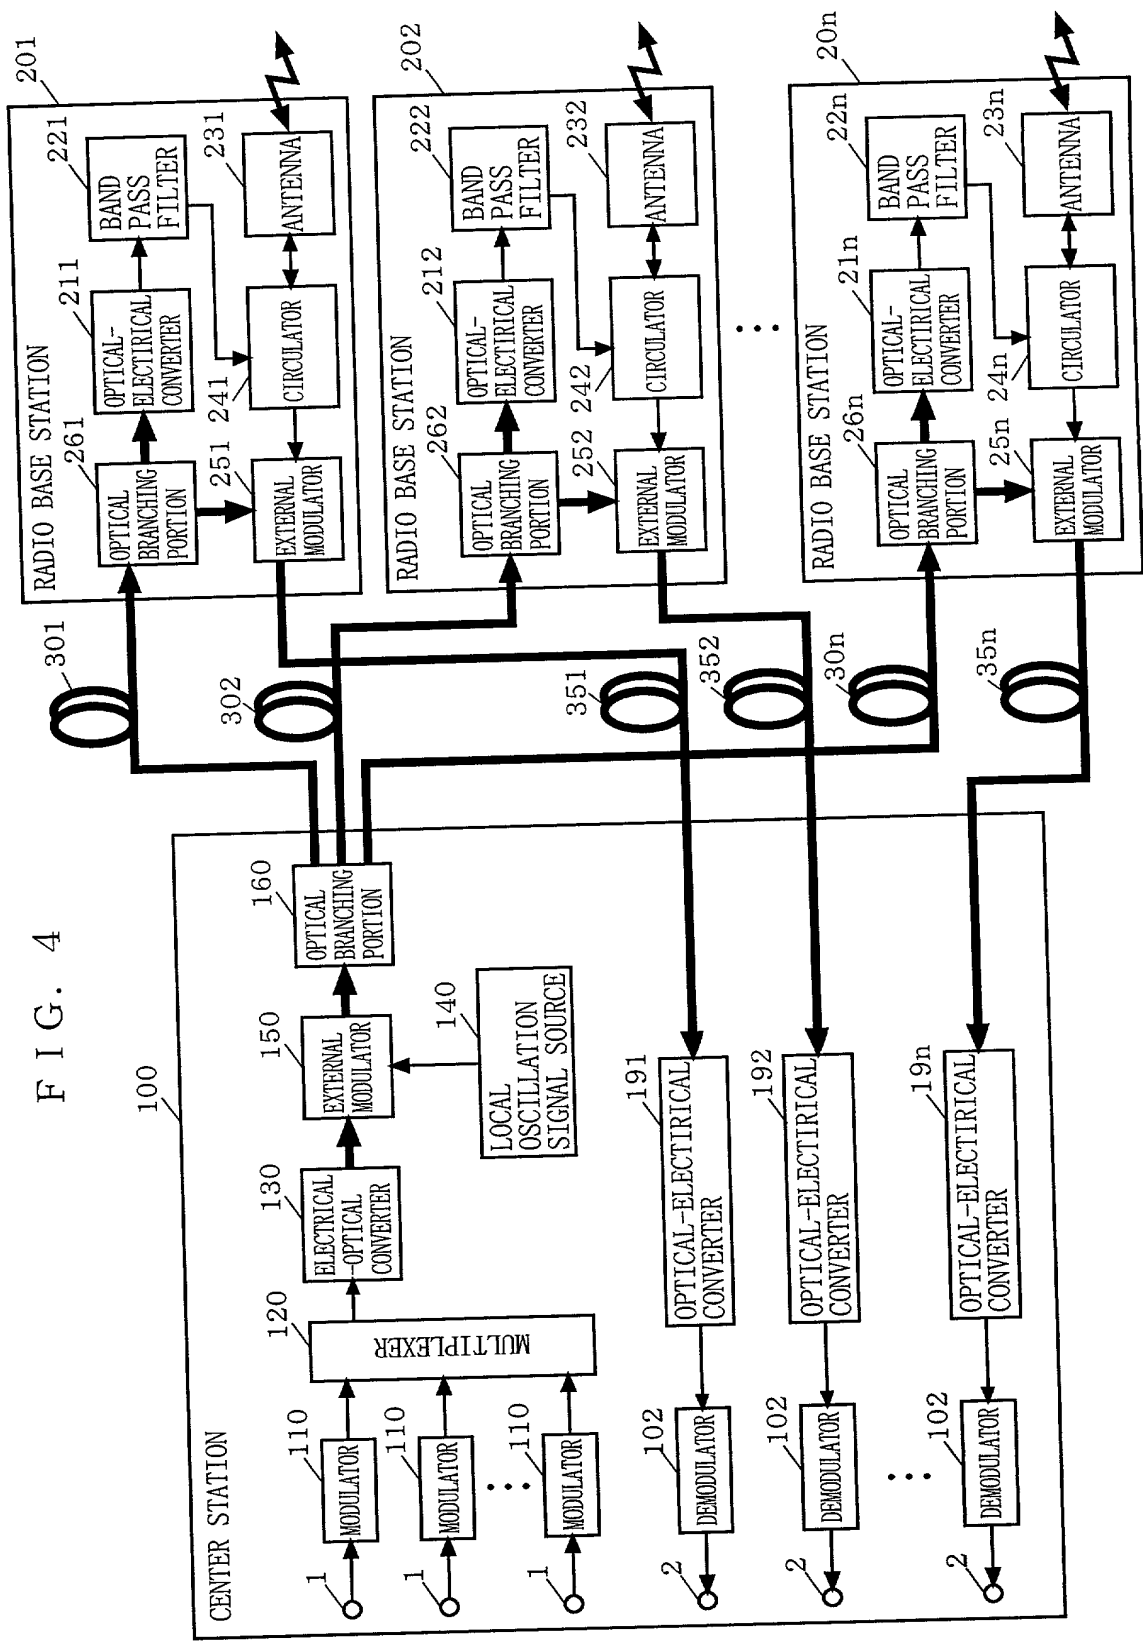 F I G. 4
100
CENTER STATION
1
110
MODULATOR
1
110
MODULATOR
1
110
MODULATOR
120
MULTIPLEXER
130
ELECTRICAL
-OPTICAL
CONVERTER
150
EXTERNAL
MODULATOR
140
LOCAL
OSCILLATION
SIGNAL SOURCE
160
OPTICAL
BRANCHING
PORTION
2
102
DEMODULATOR
191
OPTICAL-ELECTIRICAL
CONVERTER
2
102
DEMODULATOR
192
OPTICAL-ELECTIRICAL
CONVERTER
2
102
DEMODULATOR
19n
OPTICAL-ELECTIRICAL
CONVERTER
301
302
351
352
30n
35n
201
RADIO BASE STATION
261
OPTICAL
BRANCHING
PORTION
211
OPTICAL-
ELECTIRICAL
CONVERTER
221
BAND
PASS
FILTER
251
EXTERNAL
MODULATOR
241
CIRCULATOR
231
ANTENNA
202
RADIO BASE STATION
262
OPTICAL
BRANCHING
PORTION
212
OPTICAL-
ELECTIRICAL
CONVERTER
222
BAND
PASS
FILTER
252
EXTERNAL
MODULATOR
242
CIRCULATOR
232
ANTENNA
20n
RADIO BASE STATION
26n
OPTICAL
BRANCHING
PORTION
21n
OPTICAL-
ELECTIRICAL
CONVERTER
22n
BAND
PASS
FILTER
25n
EXTERNAL
MODULATOR
24n
CIRCULATOR
23n
ANTENNA